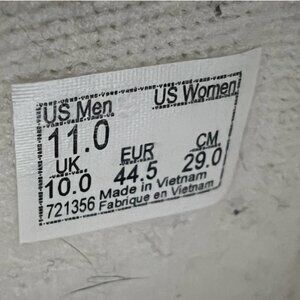 US Men US Women
11.0
UK EUR CM
10.0 44.5 29.0
721356 Made in Vietnam
Fabrique en Vietnam